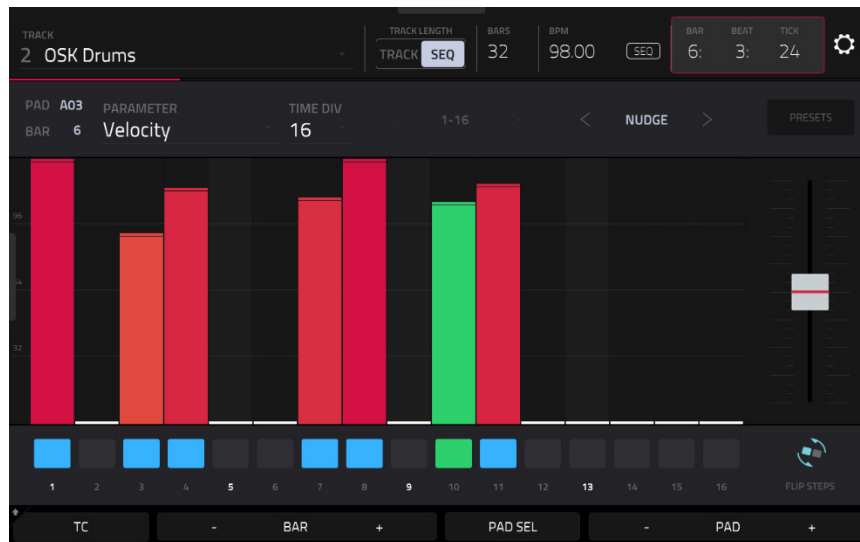 TRACK
2 OSK Drums
TRACK LENGTH
TRACK SEQ
BARS
32
BPM
98.00
SEQ
BAR BEAT TICK
6: 3: 24
PAD A03
BAR 6
PARAMETER
Velocity
TIME DIV
16
< 1-16 >
< NUDGE >
PRESETS
96
64
32
1 2 3 4 5 6 7 8 9 10 11 12 13 14 15 16
FLIP STEPS
TC
- BAR +
PAD SEL
- PAD +